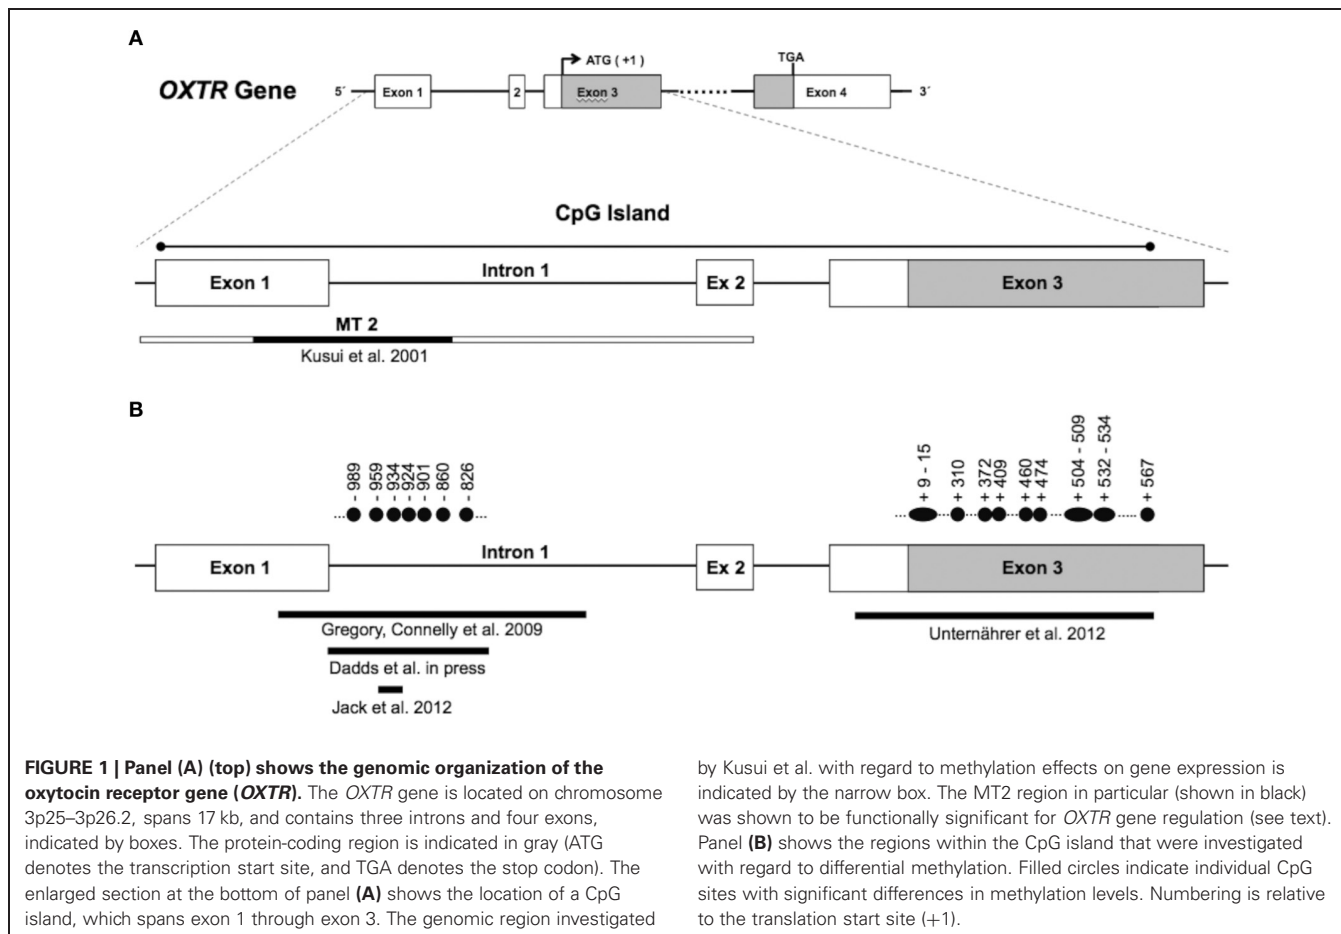 A
OXTR Gene
5´
Exon 1
2
ATG ( +1 )
Exon 3
TGA
Exon 4
3´
CpG Island
Exon 1
Intron 1
Ex 2
Exon 3
MT 2
Kusui et al. 2001
B
- 989
- 959
- 934
- 924
- 901
- 860
- 826
+ 9 - 15
+ 310
+ 372
+ 409
+ 460
+ 474
+ 504 - 509
+ 532 - 534
+ 567
Exon 1
Intron 1
Ex 2
Exon 3
Gregory, Connelly et al. 2009
Dadds et al. in press
Jack et al. 2012
Unternährer et al. 2012
FIGURE 1 | Panel (A) (top) shows the genomic organization of the
oxytocin receptor gene (OXTR). The OXTR gene is located on chromosome
3p25–3p26.2, spans 17 kb, and contains three introns and four exons,
indicated by boxes. The protein-coding region is indicated in gray (ATG
denotes the transcription start site, and TGA denotes the stop codon). The
enlarged section at the bottom of panel (A) shows the location of a CpG
island, which spans exon 1 through exon 3. The genomic region investigated
by Kusui et al. with regard to methylation effects on gene expression is
indicated by the narrow box. The MT2 region in particular (shown in black)
was shown to be functionally significant for OXTR gene regulation (see text).
Panel (B) shows the regions within the CpG island that were investigated
with regard to differential methylation. Filled circles indicate individual CpG
sites with significant differences in methylation levels. Numbering is relative
to the translation start site (+1).